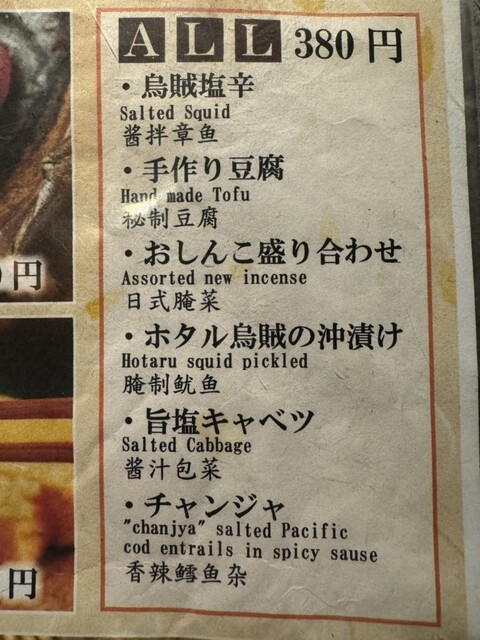 ALL 380円
・烏賊塩辛
Salted Squid
酱拌章鱼
・手作り豆腐
Hand made Tofu
秘制豆腐
・おしんこ盛り合わせ
Assorted new incense
日式腌菜
・ホタル烏賊の沖漬け
Hotaru squid pickled
腌制鱿鱼
・旨塩キャベツ
Salted Cabbage
酱汁包菜
・チャンジャ
"chanjya" salted Pacific
cod entrails in spicy sause
香辣鳕鱼杂
円
円